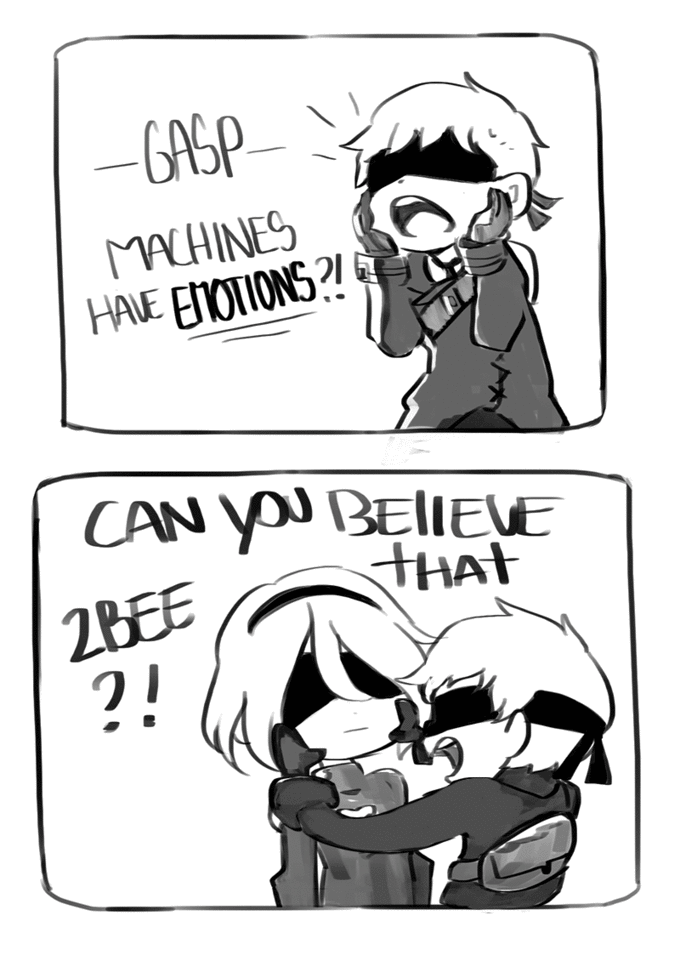 —GASP—
MACHINES
HAVE EMOTIONS?!
CAN YOU BELIEVE
THAT
2BEE
?!